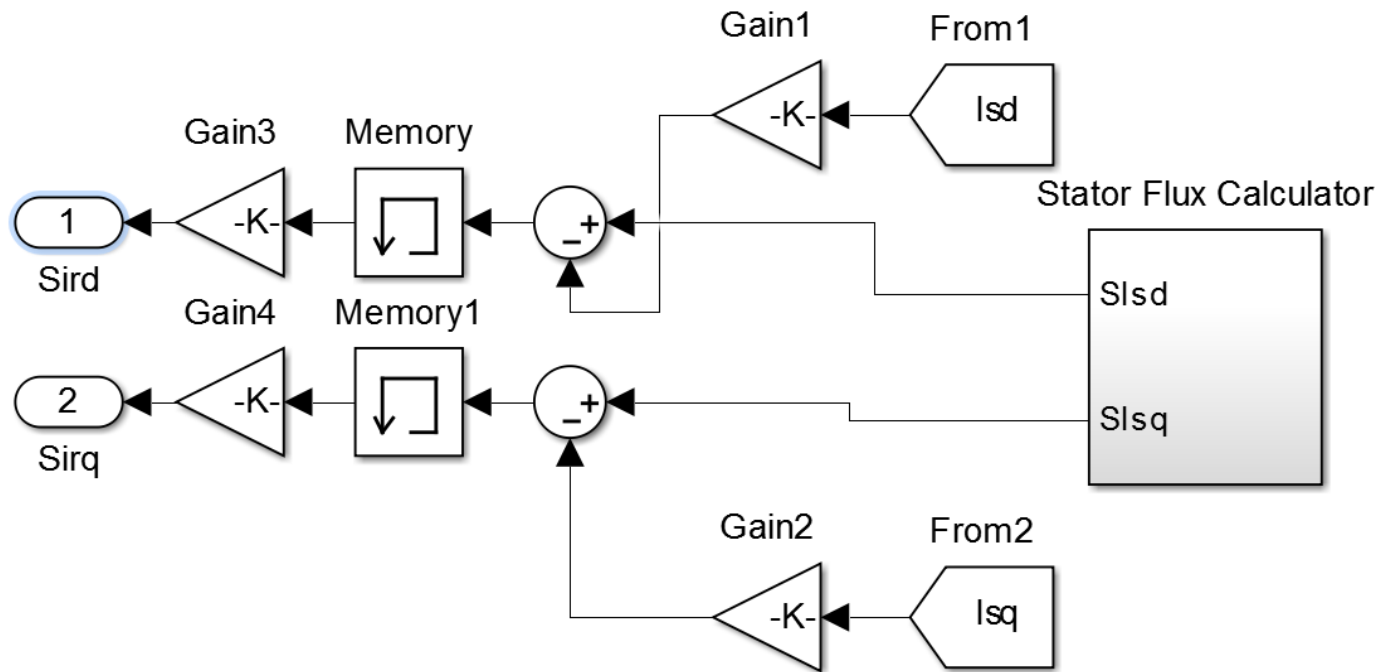 Gain1
From1
-K-
Isd
Gain3
Memory
Stator Flux Calculator
1
-K-
+
−
Sird
SIsd
Gain4
Memory1
2
-K-
+
−
SIsq
Sirq
Gain2
From2
-K-
Isq